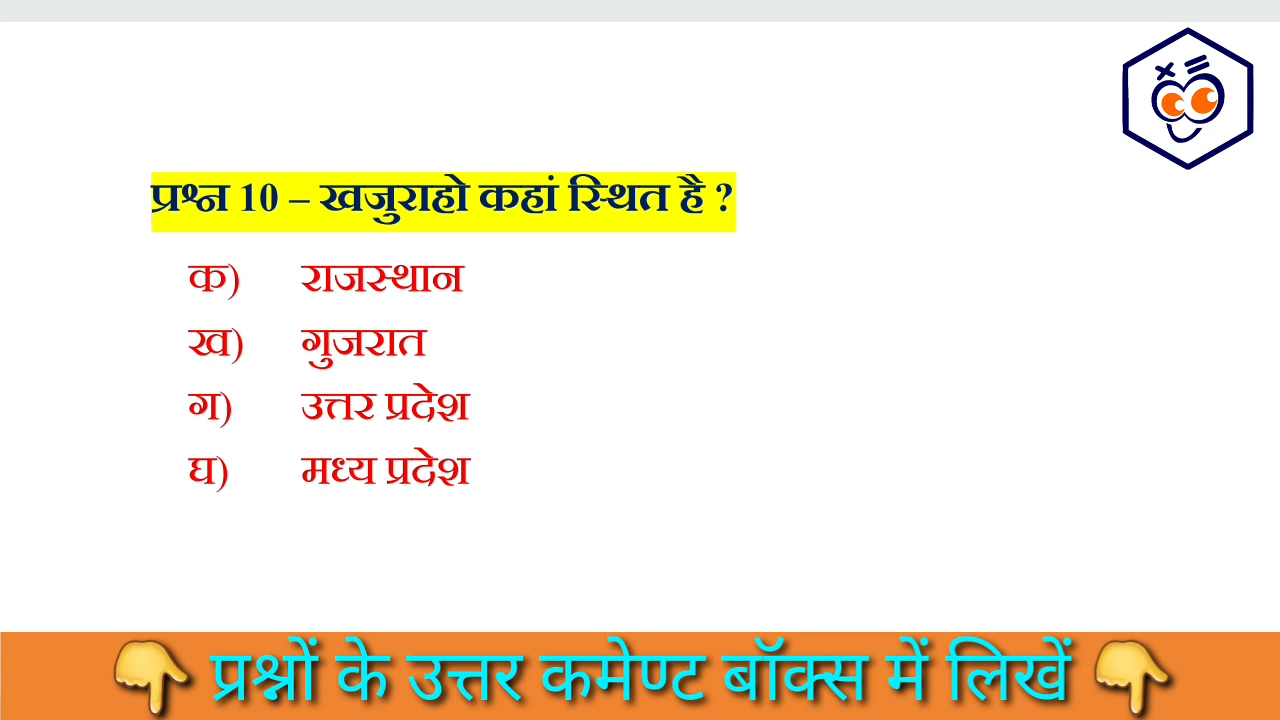 प्रश्न 10 – खजुराहो कहां स्थित है ?
क) राजस्थान
ख) गुजरात
ग) उत्तर प्रदेश
घ) मध्य प्रदेश
👇 प्रश्नों के उत्तर कमेण्ट बॉक्स में लिखें 👇